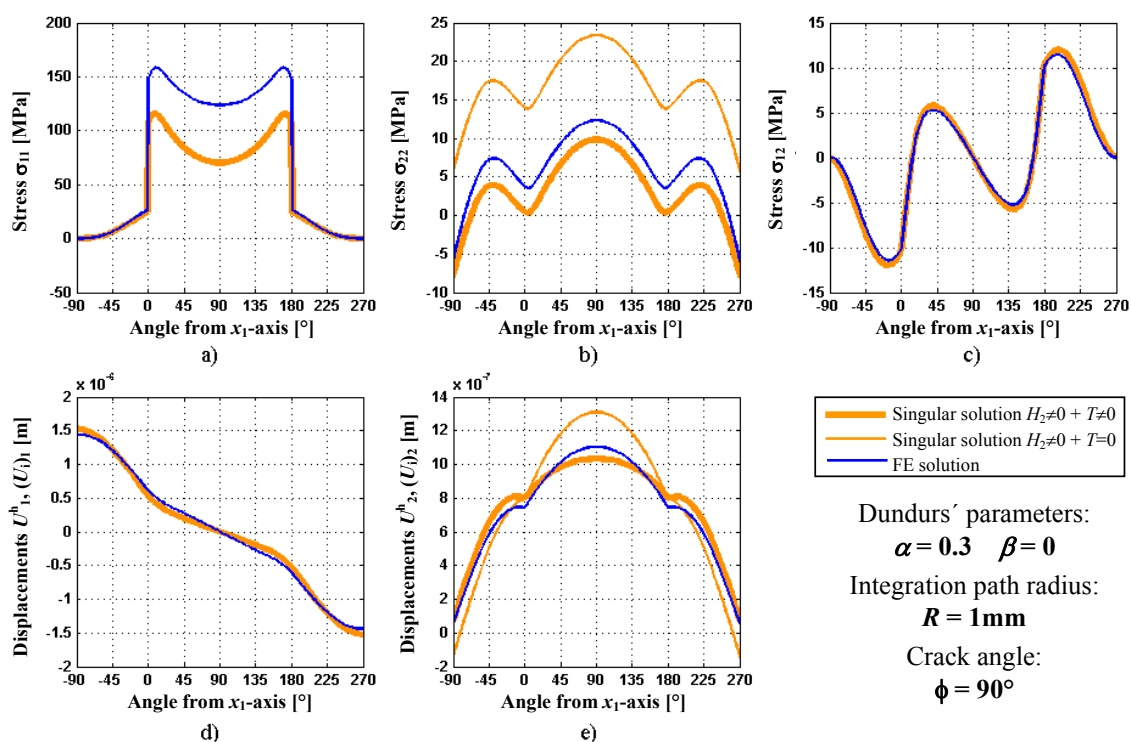 200
150
100
50
0
-50
Stress σ11 [MPa]
-90 -45 0 45 90 135 180 225 270
Angle from x1-axis [°]
a)
25
20
15
10
5
0
-5
-10
Stress σ22 [MPa]
-90 -45 0 45 90 135 180 225 270
Angle from x1-axis [°]
b)
15
10
5
0
-5
-10
-15
Stress σ12 [MPa]
-90 -45 0 45 90 135 180 225 270
Angle from x1-axis [°]
c)
× 10⁻⁶
2
1.5
1
0.5
0
-0.5
-1
-1.5
-2
Displacements Uʰ1, (Ui)1 [m]
-90 -45 0 45 90 135 180 225 270
Angle from x1-axis [°]
d)
× 10⁻⁷
14
12
10
8
6
4
2
0
-2
Displacements Uʰ2, (Ui)2 [m]
-90 -45 0 45 90 135 180 225 270
Angle from x1-axis [°]
e)
Singular solution H2≠0 + T≠0
Singular solution H2≠0 + T=0
FE solution
Dundurs´ parameters:
α = 0.3 β = 0
Integration path radius:
R = 1mm
Crack angle:
ϕ = 90°